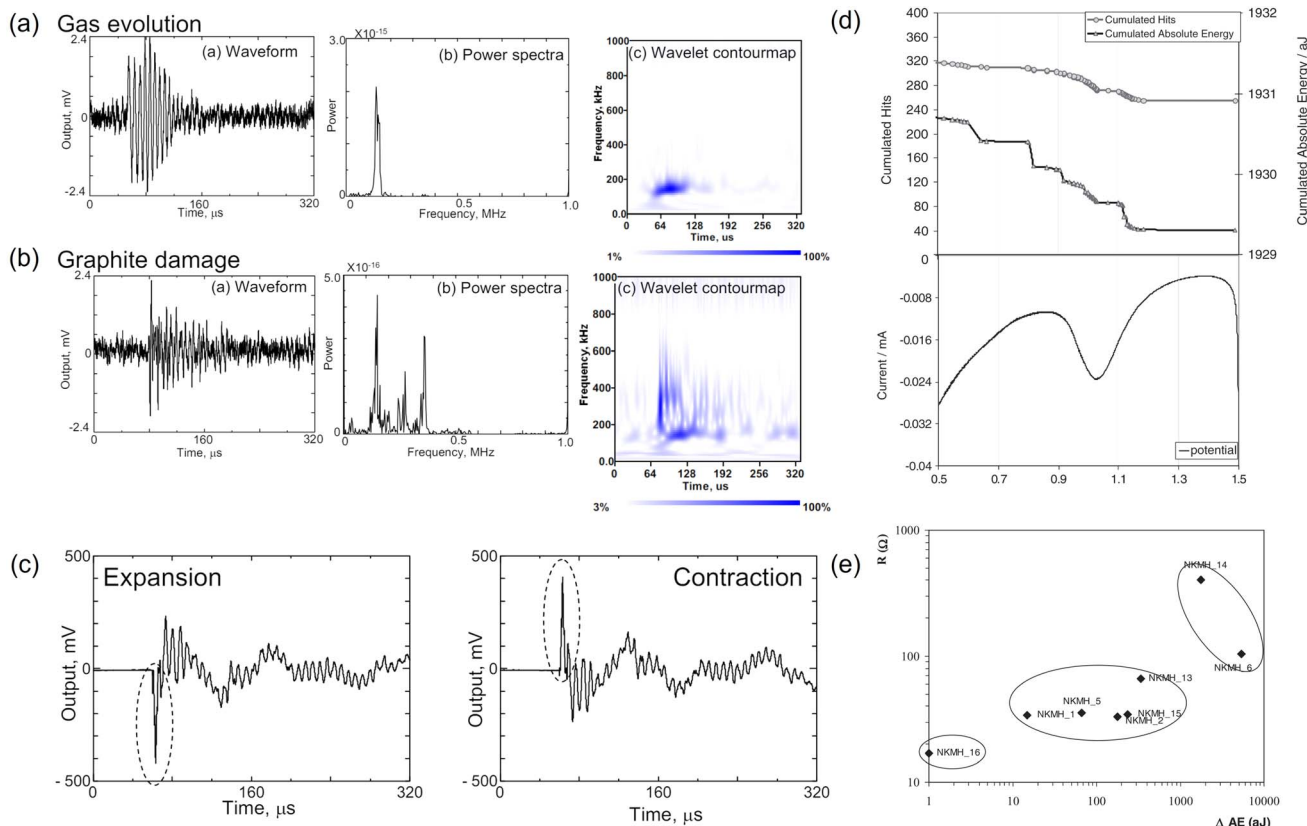 (a) Gas evolution
(a) Waveform
2.4
0
-2.4
Output, mV
0 160 320
Time, μs
X10⁻¹⁵
3.0
(b) Power spectra
Power
0
0 0.5 1.0
Frequency, MHz
(c) Wavelet contourmap
1000
800
600
400
200
0.0
Frequency, kHz
0 64 128 192 256 320
Time, us
1% 100%
(b) Graphite damage
(a) Waveform
2.4
0
-2.4
Output, mV
0 160 320
Time, μs
X10⁻¹⁶
5.0
(b) Power spectra
Power
0
0 0.5 1.0
Frequency, MHz
(c) Wavelet contourmap
1000
800
600
400
200
0.0
Frequency, kHz
0 64 128 192 256 320
Time, us
3% 100%
(c)
Expansion
500
0
- 500
Output, mV
0 160 320
Time, μs
Contraction
500
0
- 500
Output, mV
0 160 320
Time, μs
(d)
Cumulated Hits
Cumulated Absolute Energy
400
360
320
280
240
200
160
120
80
40
0
Cumulated Hits
1932
1931
1930
1929
Cumulated Absolute Energy / aJ
-0.008
-0.016
-0.024
-0.032
-0.04
Current / mA
potential
0.5 0.7 0.9 1.1 1.3 1.5
(e)
R (Ω)
1000
100
10
NKMH_14
NKMH_6
NKMH_13
NKMH_5
NKMH_1
NKMH_2
NKMH_15
NKMH_16
1 10 100 1000 10000
Δ AE (aJ)